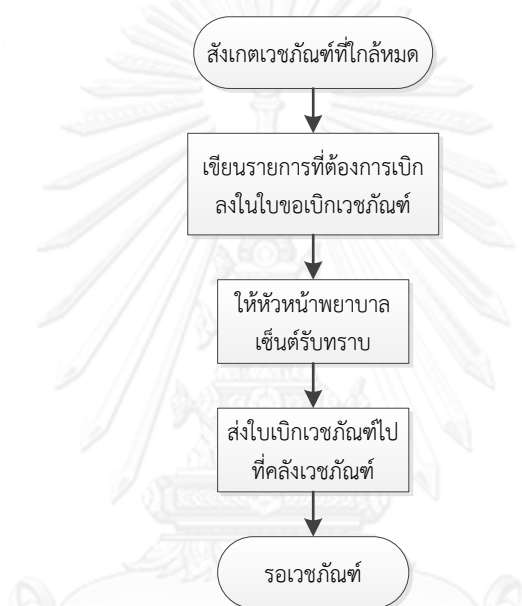 สังเกตเวชภัณฑ์ที่ใกล้หมด
เขียนรายการที่ต้องการเบิก
ลงในใบขอเบิกเวชภัณฑ์
ให้หัวหน้าพยาบาล
เซ็นต์รับทราบ
ส่งใบเบิกเวชภัณฑ์ไป
ที่คลังเวชภัณฑ์
รอเวชภัณฑ์